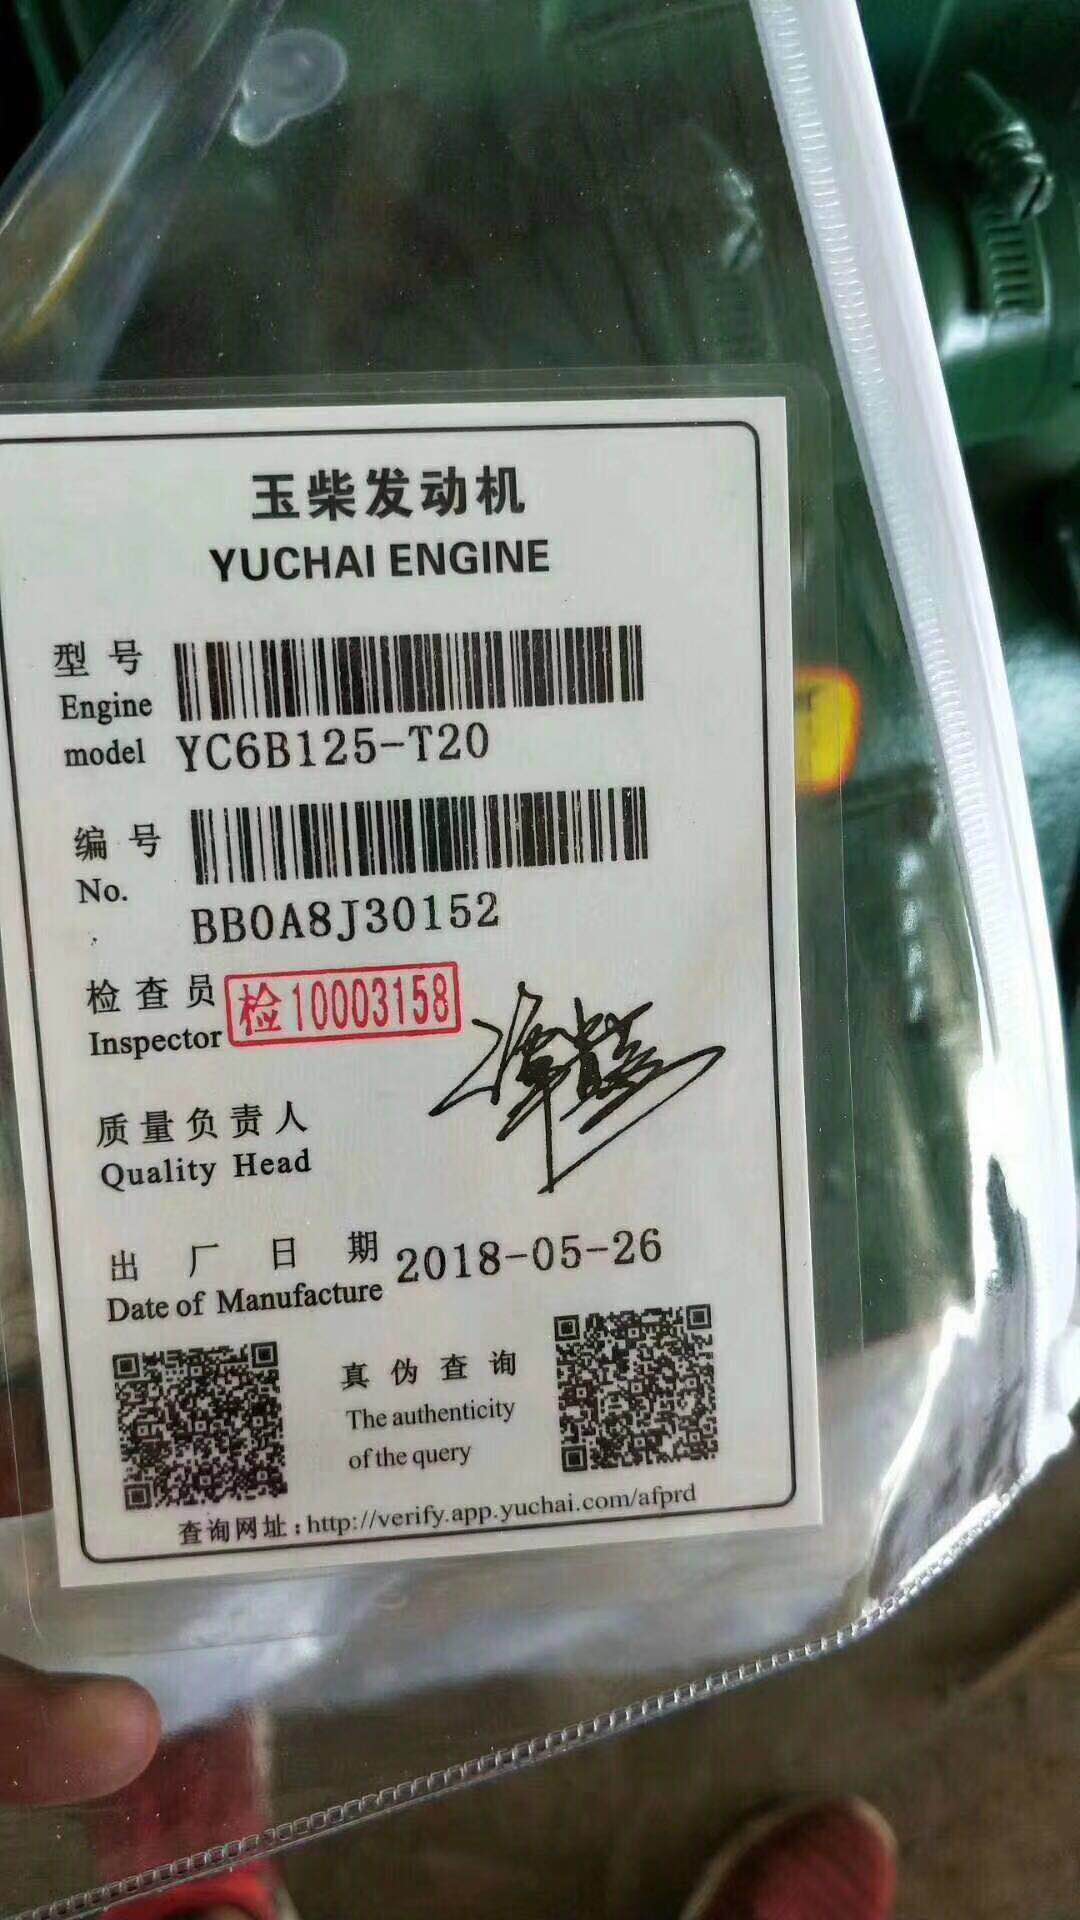 玉柴发动机
YUCHAI ENGINE
型号
Engine
model YC6B125-T20
编号
No.
BB0A8J30152
检查员 检10003158
Inspector
质量负责人
Quality Head
出厂日期 2018-05-26
Date of Manufacture
真伪查询
The authenticity
of the query
查询网址:http://verify.app.yuchai.com/afprd